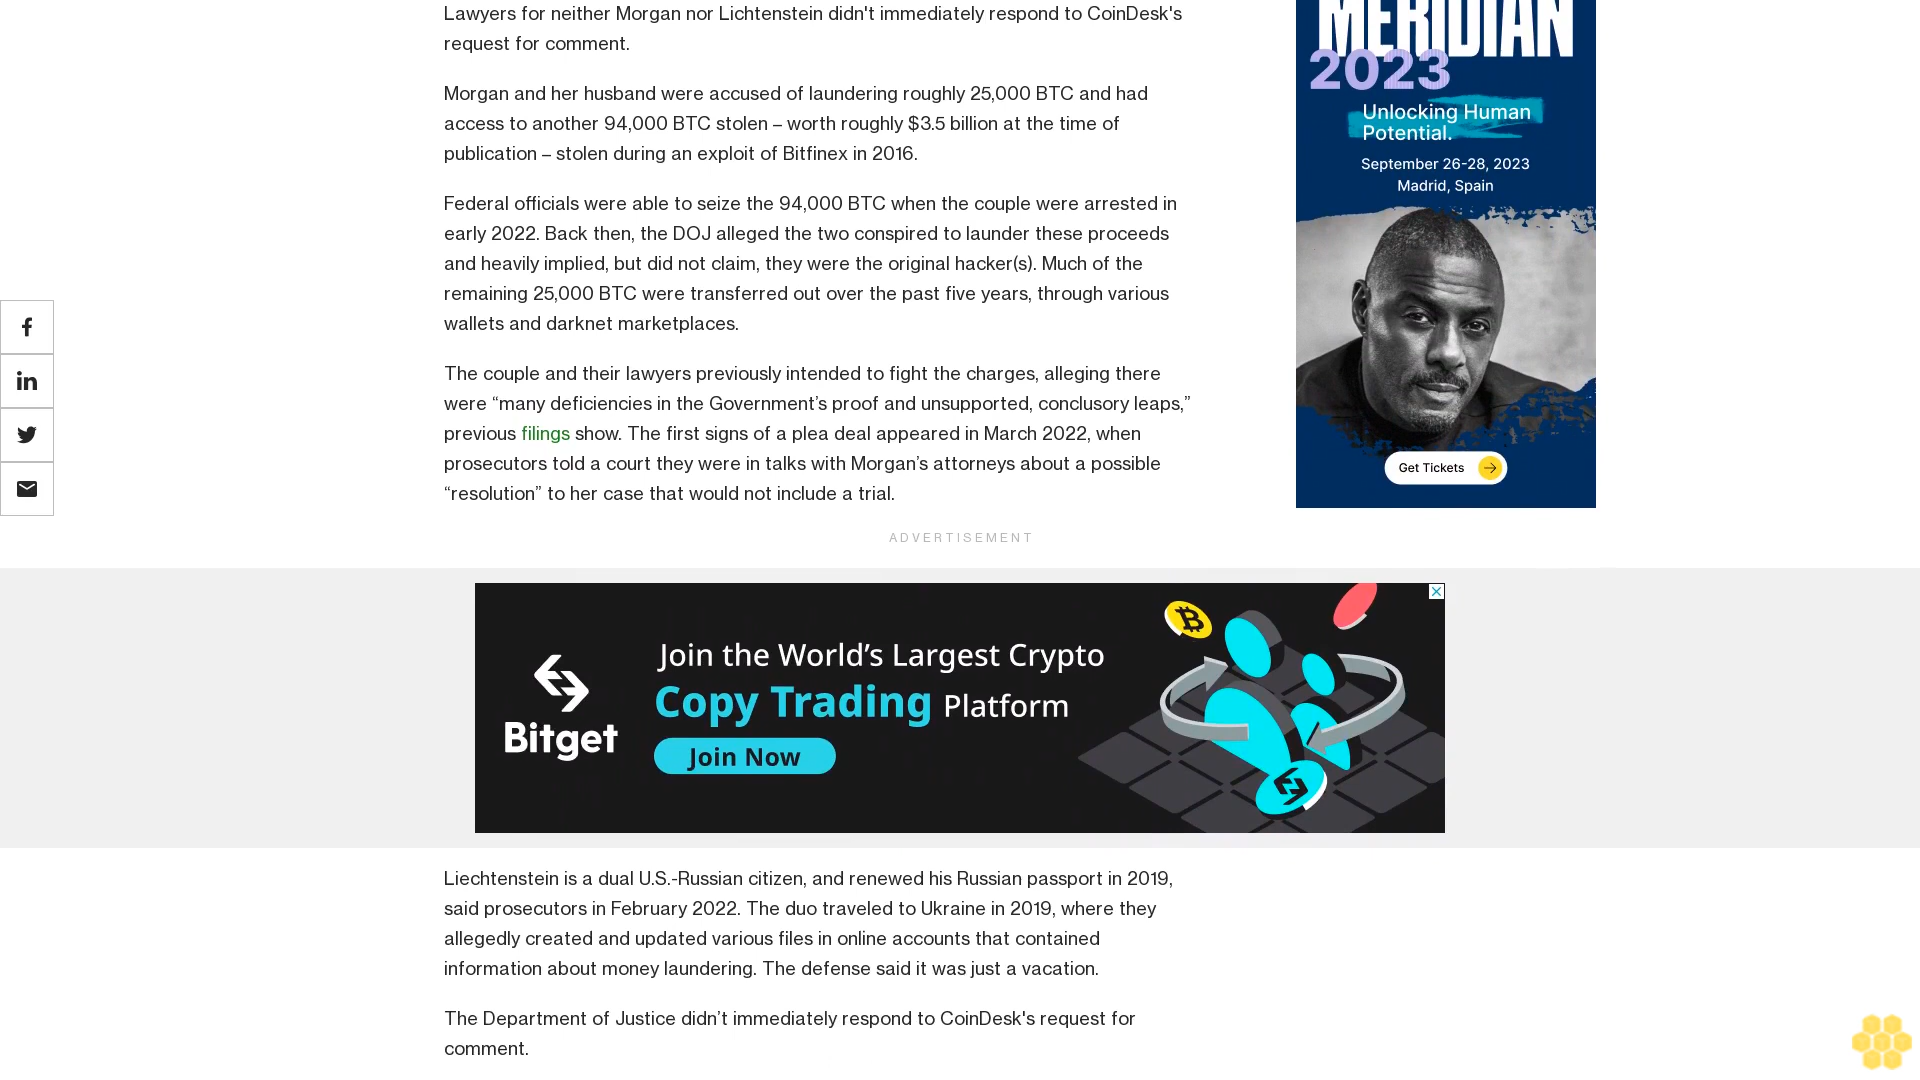 Lawyers for neither Morgan nor Lichtenstein didn't immediately respond to CoinDesk's
request for comment.
Morgan and her husband were accused of laundering roughly 25,000 BTC and had
access to another 94,000 BTC stolen – worth roughly $3.5 billion at the time of
publication – stolen during an exploit of Bitfinex in 2016.
Federal officials were able to seize the 94,000 BTC when the couple were arrested in
early 2022. Back then, the DOJ alleged the two conspired to launder these proceeds
and heavily implied, but did not claim, they were the original hacker(s). Much of the
remaining 25,000 BTC were transferred out over the past five years, through various
wallets and darknet marketplaces.
The couple and their lawyers previously intended to fight the charges, alleging there
were “many deficiencies in the Government’s proof and unsupported, conclusory leaps,”
previous filings show. The first signs of a plea deal appeared in March 2022, when
prosecutors told a court they were in talks with Morgan’s attorneys about a possible
“resolution” to her case that would not include a trial.
MERIDIAN
2023
Unlocking Human
Potential.
September 26-28, 2023
Madrid, Spain
Get Tickets
ADVERTISEMENT
Bitget
Join the World’s Largest Crypto
Copy Trading Platform
Join Now
Liechtenstein is a dual U.S.-Russian citizen, and renewed his Russian passport in 2019,
said prosecutors in February 2022. The duo traveled to Ukraine in 2019, where they
allegedly created and updated various files in online accounts that contained
information about money laundering. The defense said it was just a vacation.
The Department of Justice didn’t immediately respond to CoinDesk's request for
comment.